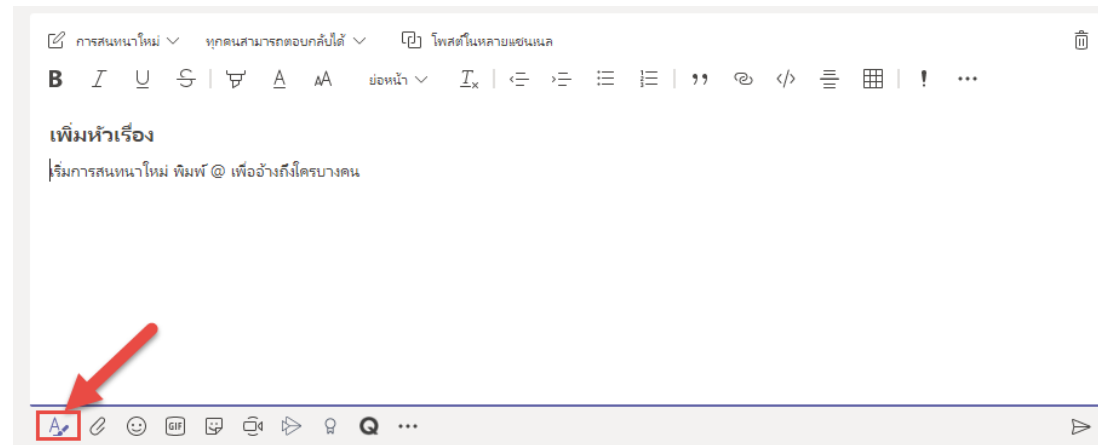 การสนทนาใหม่ ทุกคนสามารถตอบกลับได้ โพสต์ในหลายแชนเนล
B I U S A AA ย่อหน้า Tx </> ! ...
เพิ่มหัวเรื่อง
เริ่มการสนทนาใหม่ พิมพ์ @ เพื่ออ้างถึงใครบางคน
A GIF Q ...